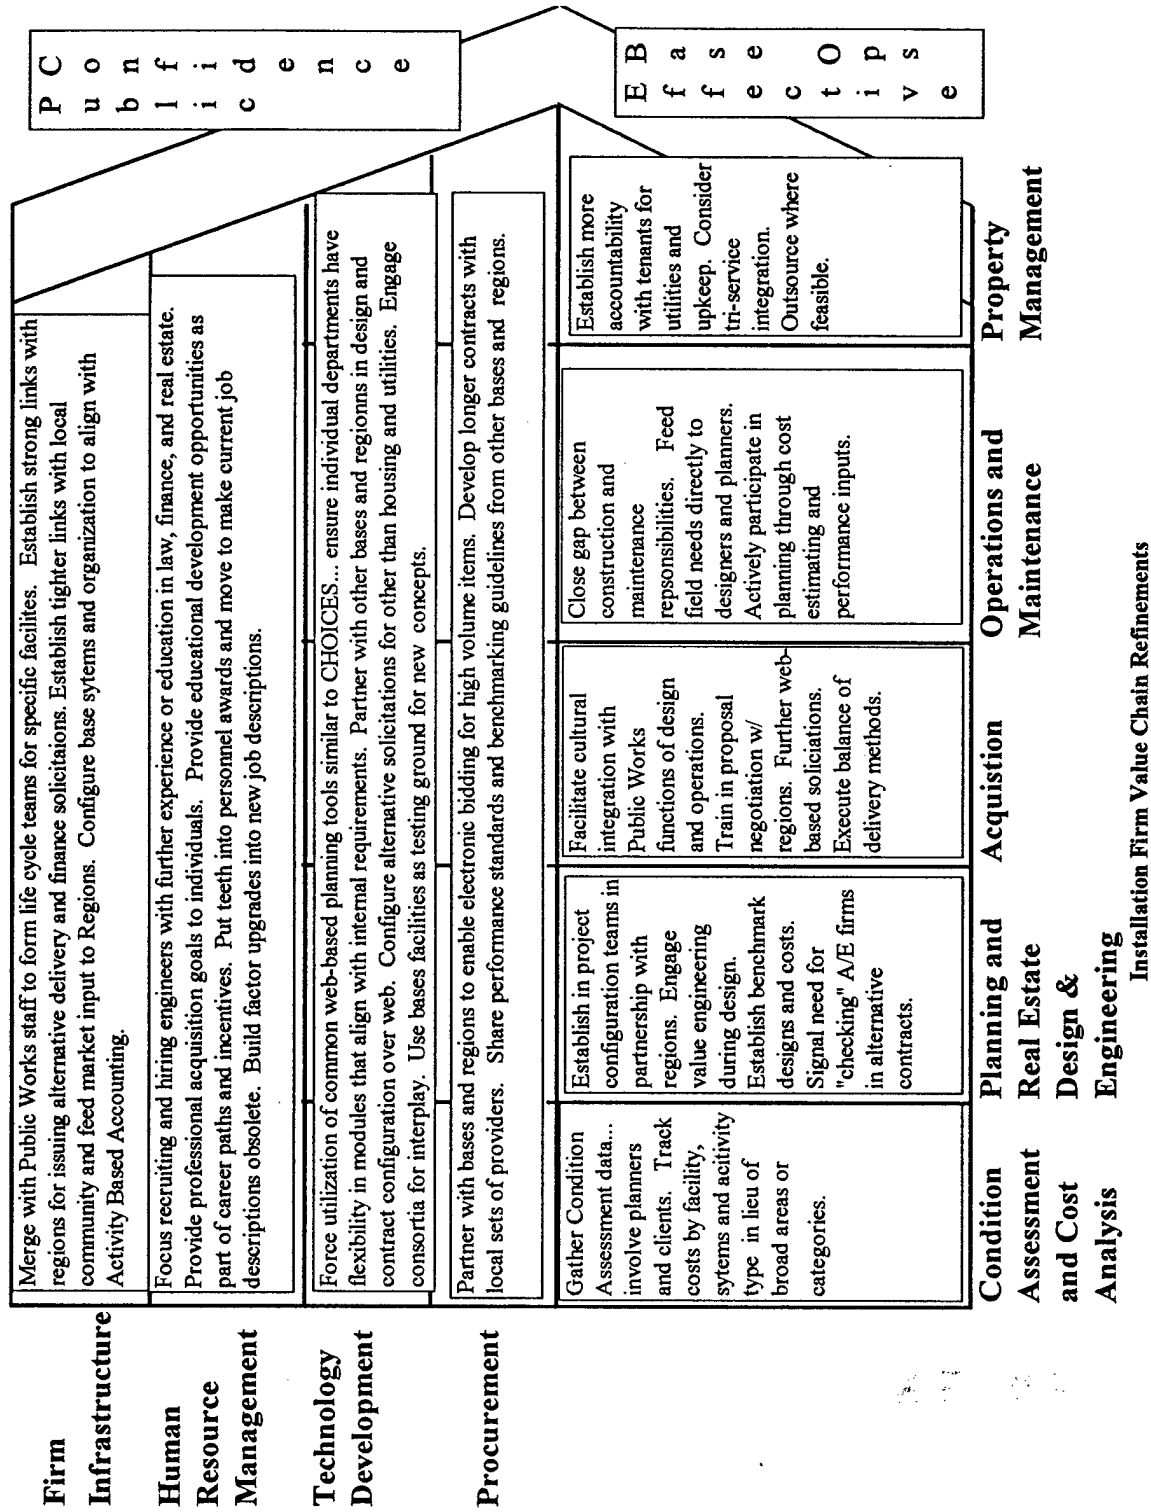 Firm
Infrastructure
Merge with Public Works staff to form life cycle teams for specific facilites. Establish strong links with
regions for issuing alternative delivery and finance solicitaions. Establish tighter links with local
community and feed market input to Regions. Configure base sytems and organization to align with
Activity Based Accounting.
Human
Resource
Management
Focus recruiting and hiring engineers with further experience or education in law, finance, and real estate.
Provide professional acquisition goals to individuals. Provide educational development opportunities as
part of career paths and incentives. Put teeth into personnel awards and move to make current job
descriptions obsolete. Build factor upgrades into new job descriptions.
Technology
Development
Force utilization of common web-based planning tools similar to CHOICES... ensure individual departments have
flexibility in modules that align with internal requirements. Partner with other bases and regionns in design and
contract configuration over web. Configure alternative solicitations for other than housing and utilities. Engage
consortia for interplay. Use bases facilities as testing ground for new concepts.
Procurement
Partner with bases and regions to enable electronic bidding for high volume items. Develop longer contracts with
local sets of providers. Share performance standards and benchmarking guidelines from other bases and regions.
P C
u o
b n
l f
i i
c d
e
n
c
e
E B
f a
f s
e e
c
t O
i p
v s
e
Gather Condition
Assessment data...
involve planners
and clients. Track
costs by facility,
sytems and acitivity
type in lieu of
broad areas or
categories.
Establish in project
configuration teams in
partnership with
regions. Engage
value engineering
during design.
Establish benchmark
designs and costs.
Signal need for
"checking" A/E firms
in alternative
contracts.
Facilitate cultural
integration with
Public Works
functions of design
and operations.
Train in proposal
negotiation w/
regions. Further web-
based soliciations.
Execute balance of
delivery methods.
Close gap between
construction and
maintenance
repsonsibilities. Feed
field needs directly to
designers and planners.
Actively participate in
planning through cost
estimating and
performance inputs.
Establish more
accountability
with tenants for
utilities and
upkeep. Consider
tri-service
integration.
Outsource where
feasible.
Condition
Assessment
and Cost
Analysis
Planning and
Real Estate
Design &
Engineering
Acquistion
Operations and
Maintenance
Property
Management
Installation Firm Value Chain Refinements